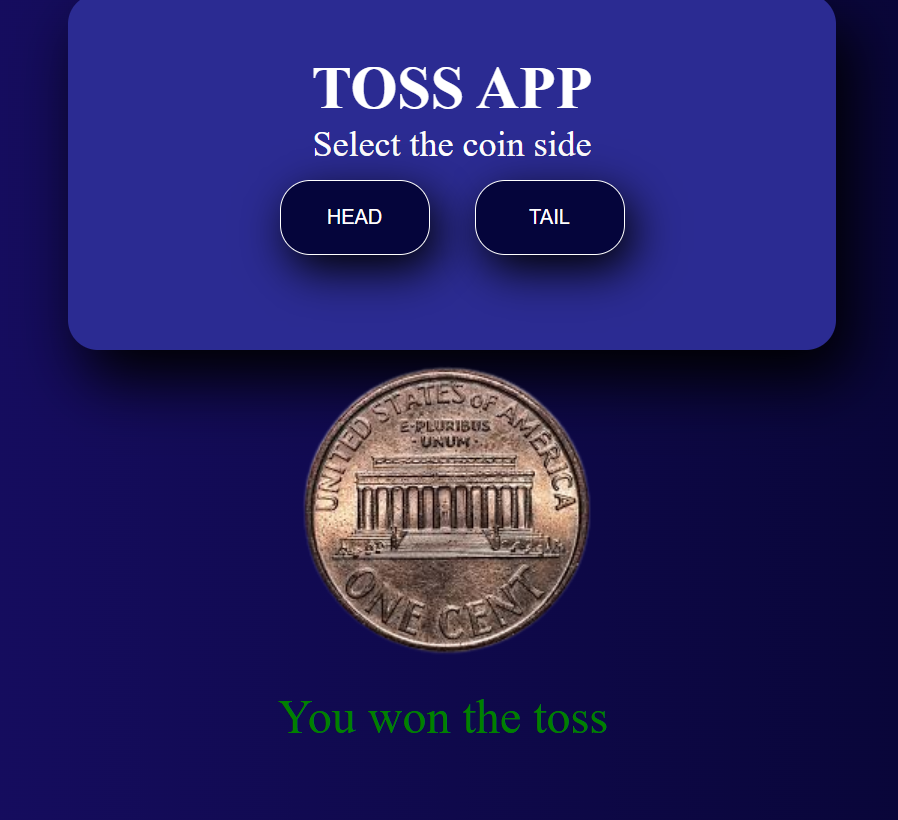 TOSS APP
Select the coin side
HEAD TAIL
UNITED STATES OF AMERICA
E·PLURIBUS
·UNUM·
ONE CENT
You won the toss